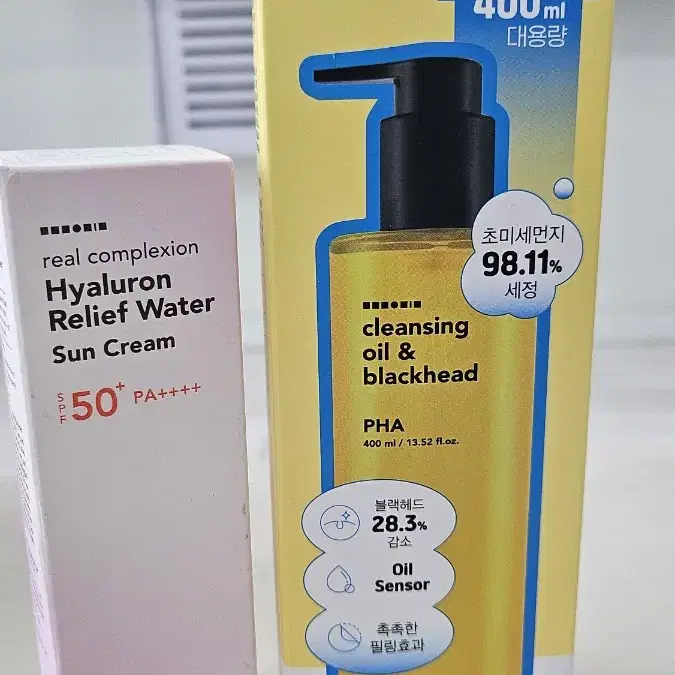 real complexion
Hyaluron
Relief Water
Sun Cream
SPF 50+ PA++++
400 ml
대용량
초미세먼지
98.11%
세정
cleansing
oil &
blackhead
PHA
400 ml / 13.52 fl.oz.
블랙헤드
28.3%
감소
Oil
Sensor
촉촉한
필링효과